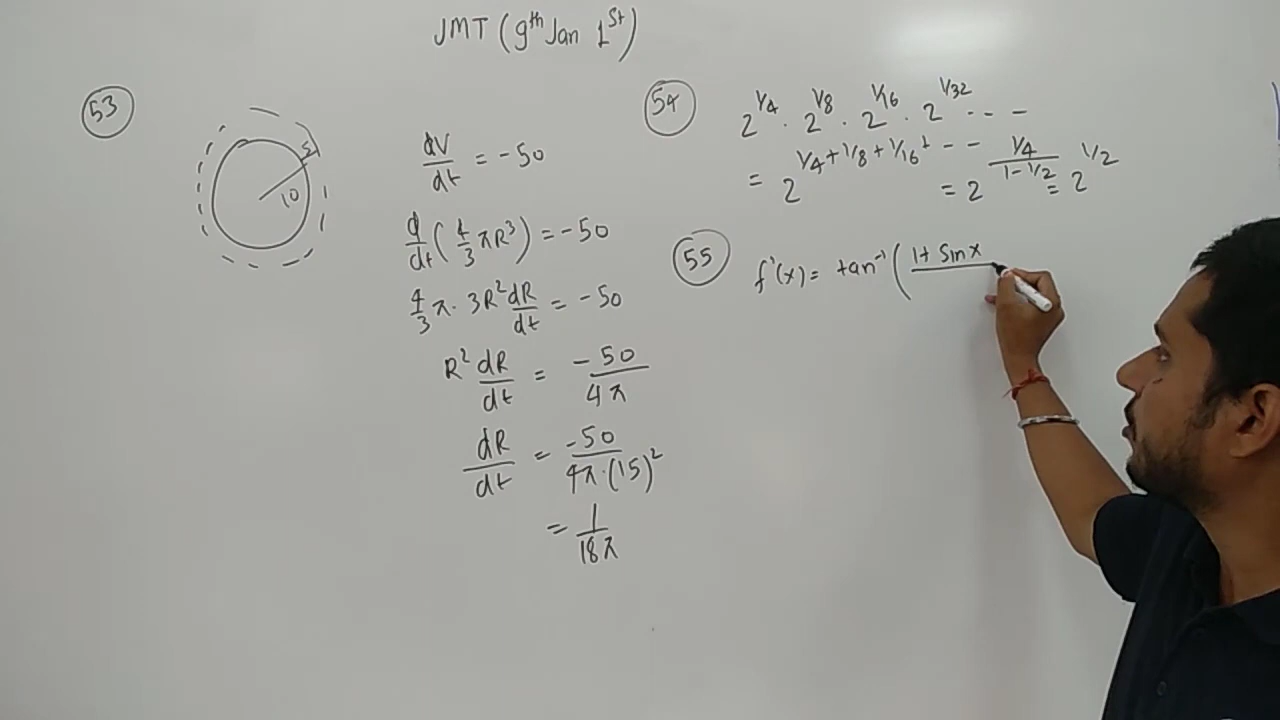 JMT (9th Jan 1st)
53
5
10
dV/dt = -50
d/dt (4/3 πR³) = -50
4/3 π · 3R² dR/dt = -50
R² dR/dt = -50/4π
dR/dt = -50/4π·(15)²
= 1/18π
54
2^1/4 · 2^1/8 · 2^1/16 · 2^1/32 - - - -
= 2^1/4+1/8+1/16+ - - = 2^(1/4)/(1-1/2) = 2^1/2
55
f'(x) = tan⁻¹ ( 1+ Sinx